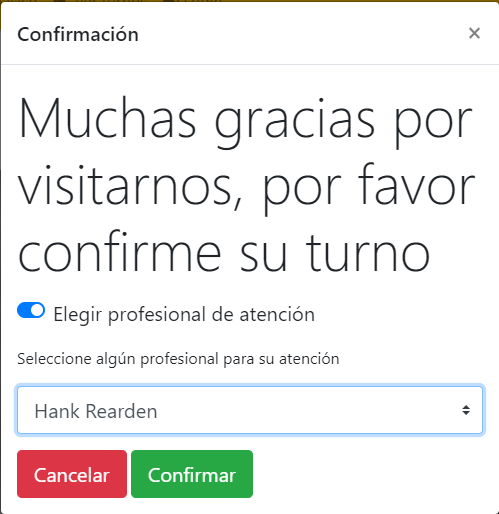 Confirmación ×
Muchas gracias por
visitarnos, por favor
confirme su turno
Elegir profesional de atención
Seleccione algún profesional para su atención
Hank Rearden
Cancelar Confirmar